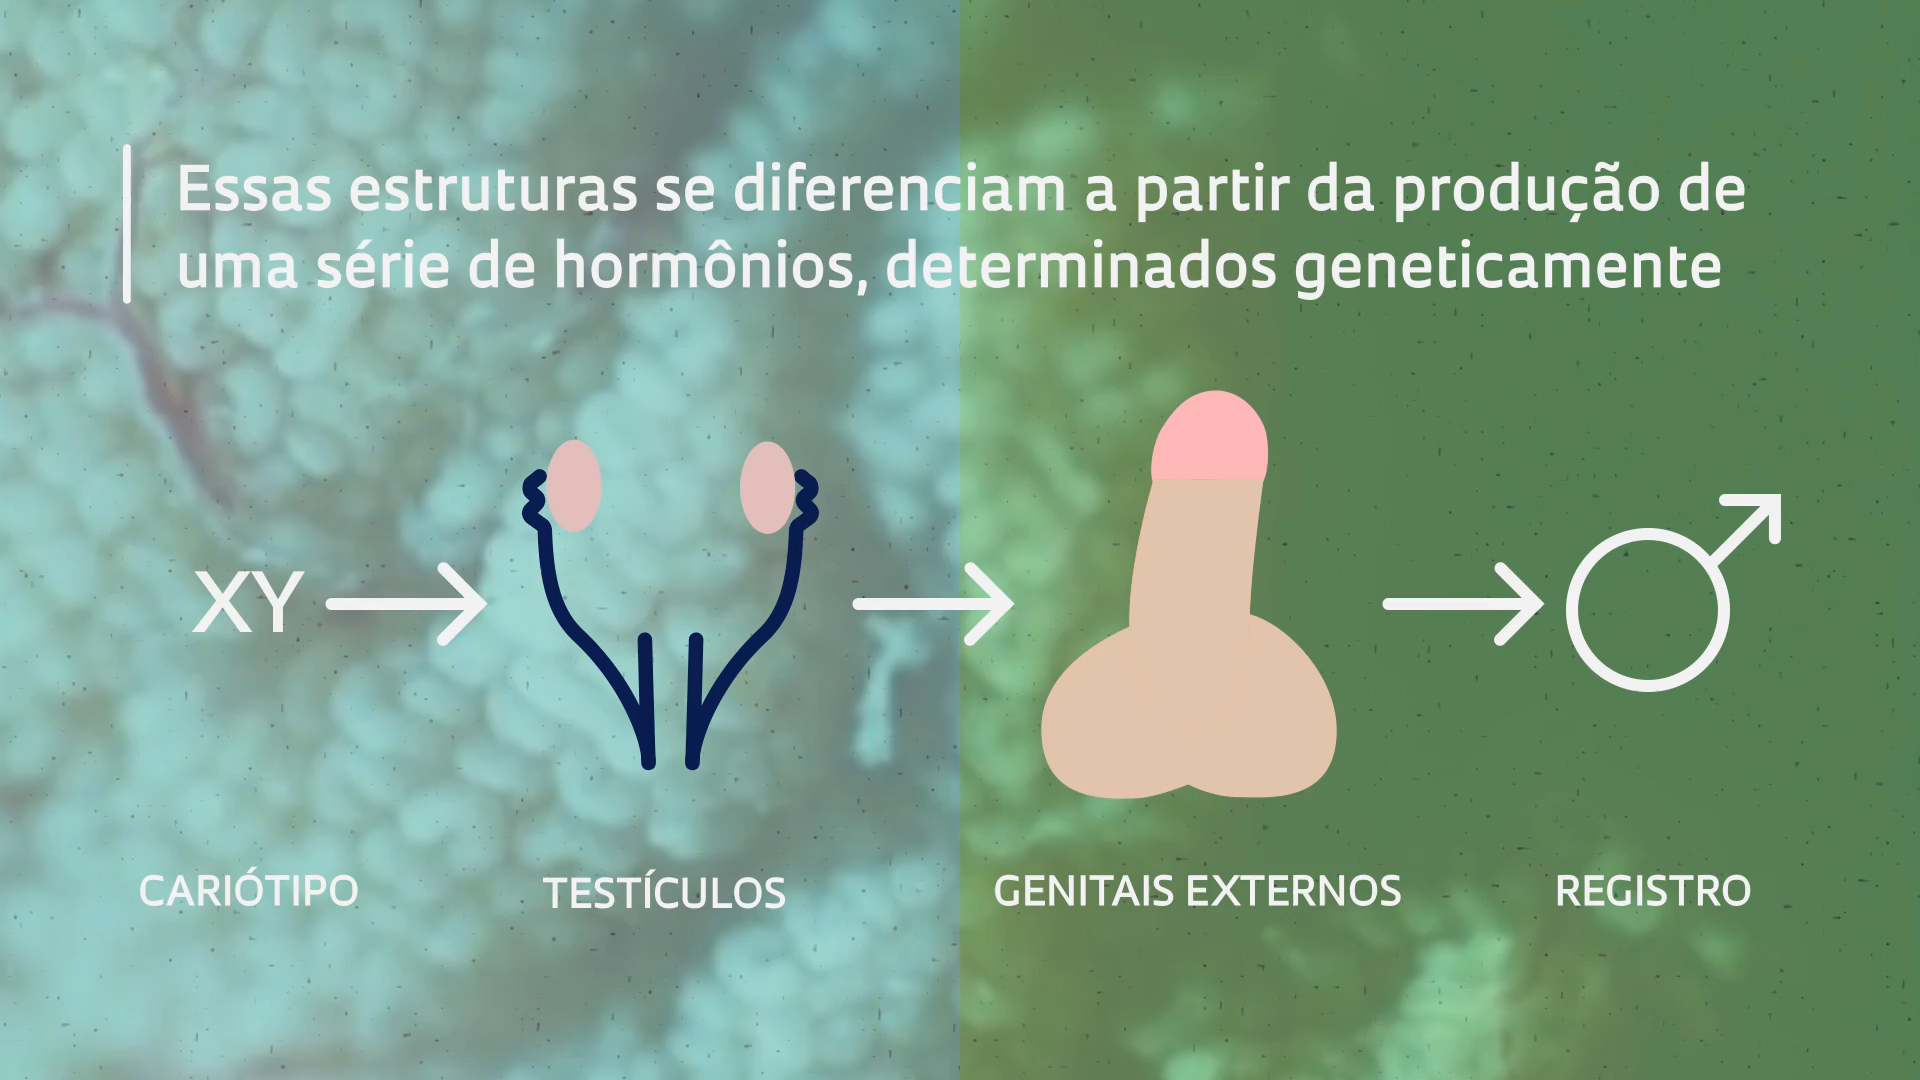 Essas estruturas se diferenciam a partir da produção de
uma série de hormônios, determinados geneticamente
XY
CARIÓTIPO
TESTÍCULOS
GENITAIS EXTERNOS
REGISTRO